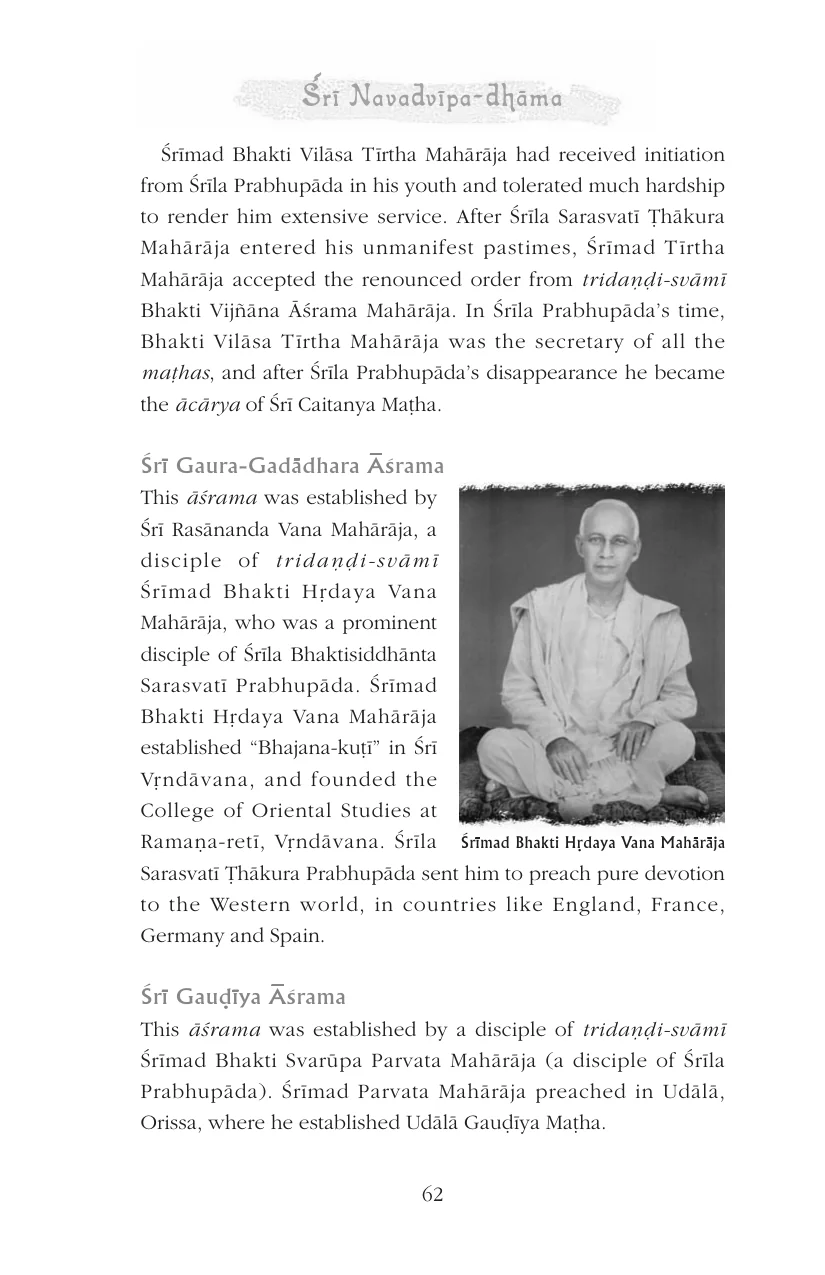 Śrī Navadvīpa-dhāma
Śrīmad Bhakti Vilāsa Tīrtha Mahārāja had received initiation
from Śrīla Prabhupāda in his youth and tolerated much hardship
to render him extensive service. After Śrīla Sarasvatī Ṭhākura
Mahārāja entered his unmanifest pastimes, Śrīmad Tīrtha
Mahārāja accepted the renounced order from tridaṇḍi-svāmī
Bhakti Vijñāna Āśrama Mahārāja. In Śrīla Prabhupāda’s time,
Bhakti Vilāsa Tīrtha Mahārāja was the secretary of all the
maṭhas, and after Śrīla Prabhupāda’s disappearance he became
the ācārya of Śrī Caitanya Maṭha.
Śrī Gaura-Gadādhara Āśrama
This āśrama was established by
Śrī Rasānanda Vana Mahārāja, a
disciple of tridaṇḍi-svāmī
Śrīmad Bhakti Hṛdaya Vana
Mahārāja, who was a prominent
disciple of Śrīla Bhaktisiddhānta
Sarasvatī Prabhupāda. Śrīmad
Bhakti Hṛdaya Vana Mahārāja
established “Bhajana-kuṭī” in Śrī
Vṛndāvana, and founded the
College of Oriental Studies at
Ramaṇa-retī, Vṛndāvana. Śrīla
Śrīmad Bhakti Hṛdaya Vana Mahārāja
Sarasvatī Ṭhākura Prabhupāda sent him to preach pure devotion
to the Western world, in countries like England, France,
Germany and Spain.
Śrī Gauḍīya Āśrama
This āśrama was established by a disciple of tridaṇḍi-svāmī
Śrīmad Bhakti Svarūpa Parvata Mahārāja (a disciple of Śrīla
Prabhupāda). Śrīmad Parvata Mahārāja preached in Udālā,
Orissa, where he established Udālā Gauḍīya Maṭha.
62